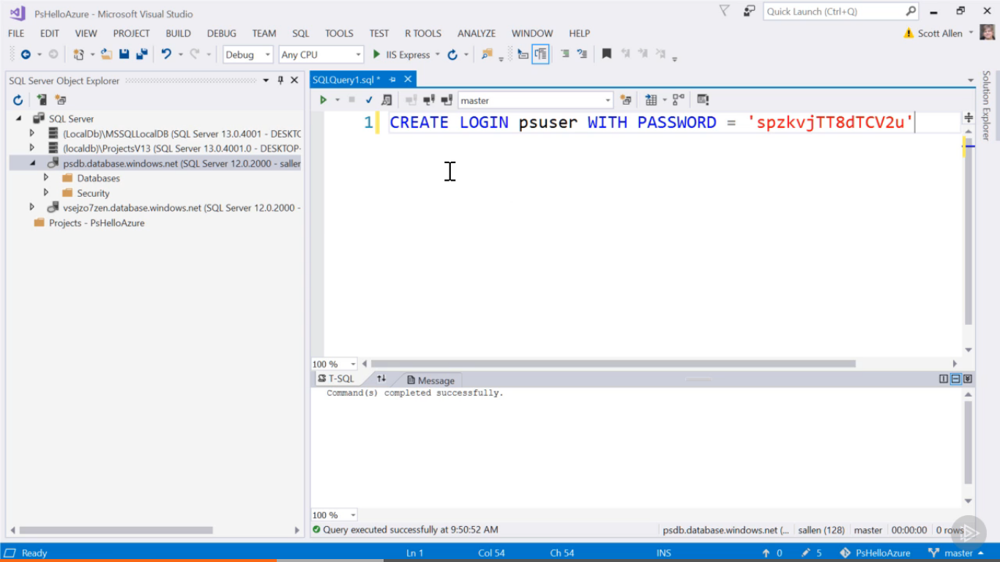 PsHelloAzure - Microsoft Visual Studio
Quick Launch (Ctrl+Q)
FILE EDIT VIEW PROJECT BUILD DEBUG TEAM SQL TOOLS TEST R TOOLS ANALYZE WINDOW HELP
Scott Allen
Debug Any CPU IIS Express
SQL Server Object Explorer
SQLQuery1.sql *
master
SQL Server
(LocalDb)\MSSQLLocalDB (SQL Server 13.0.4001 - DESKTC
(localdb)\ProjectsV13 (SQL Server 13.0.4001.0 - DESKTOP-
psdb.database.windows.net (SQL Server 12.0.2000 - saller
Databases
Security
vsejzo7zen.database.windows.net (SQL Server 12.0.2000 -
Projects - PsHelloAzure
1 CREATE LOGIN psuser WITH PASSWORD = 'spzkvjTT8dTCV2u'
Solution Explorer
100 %
T-SQL Message
Command(s) completed successfully.
100 %
Query executed successfully at 9:50:52 AM psdb.database.windows.net (... sallen (128) master 00:00:00 0 rows
Ready Ln 1 Col 54 Ch 54 INS 0 5 PsHelloAzure master